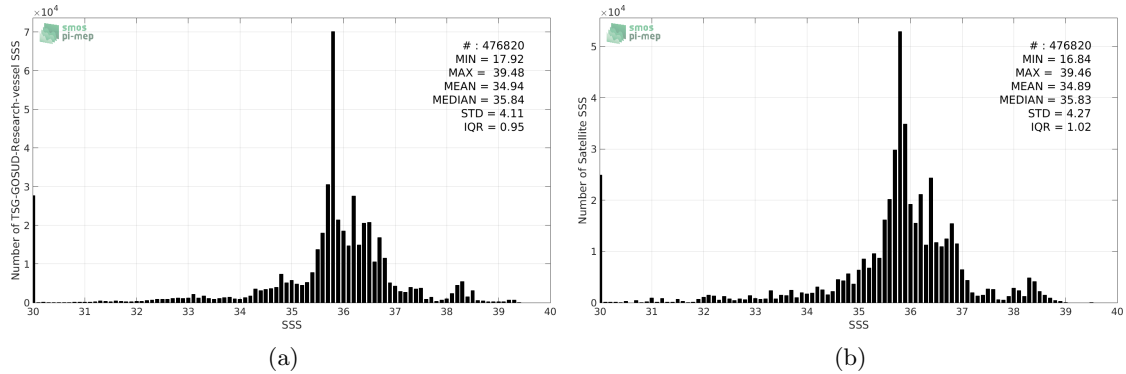 ×10⁴
smos
pi-mep
# : 476820
MIN = 17.92
MAX = 39.48
MEAN = 34.94
MEDIAN = 35.84
STD = 4.11
IQR = 0.95
Number of TSG-GOSUD-Research-vessel SSS
7
6
5
4
3
2
1
0
30 31 32 33 34 35 36 37 38 39 40
SSS
(a)
×10⁴
smos
pi-mep
# : 476820
MIN = 16.84
MAX = 39.46
MEAN = 34.89
MEDIAN = 35.83
STD = 4.27
IQR = 1.02
Number of Satellite SSS
5
4
3
2
1
0
30 31 32 33 34 35 36 37 38 39 40
SSS
(b)